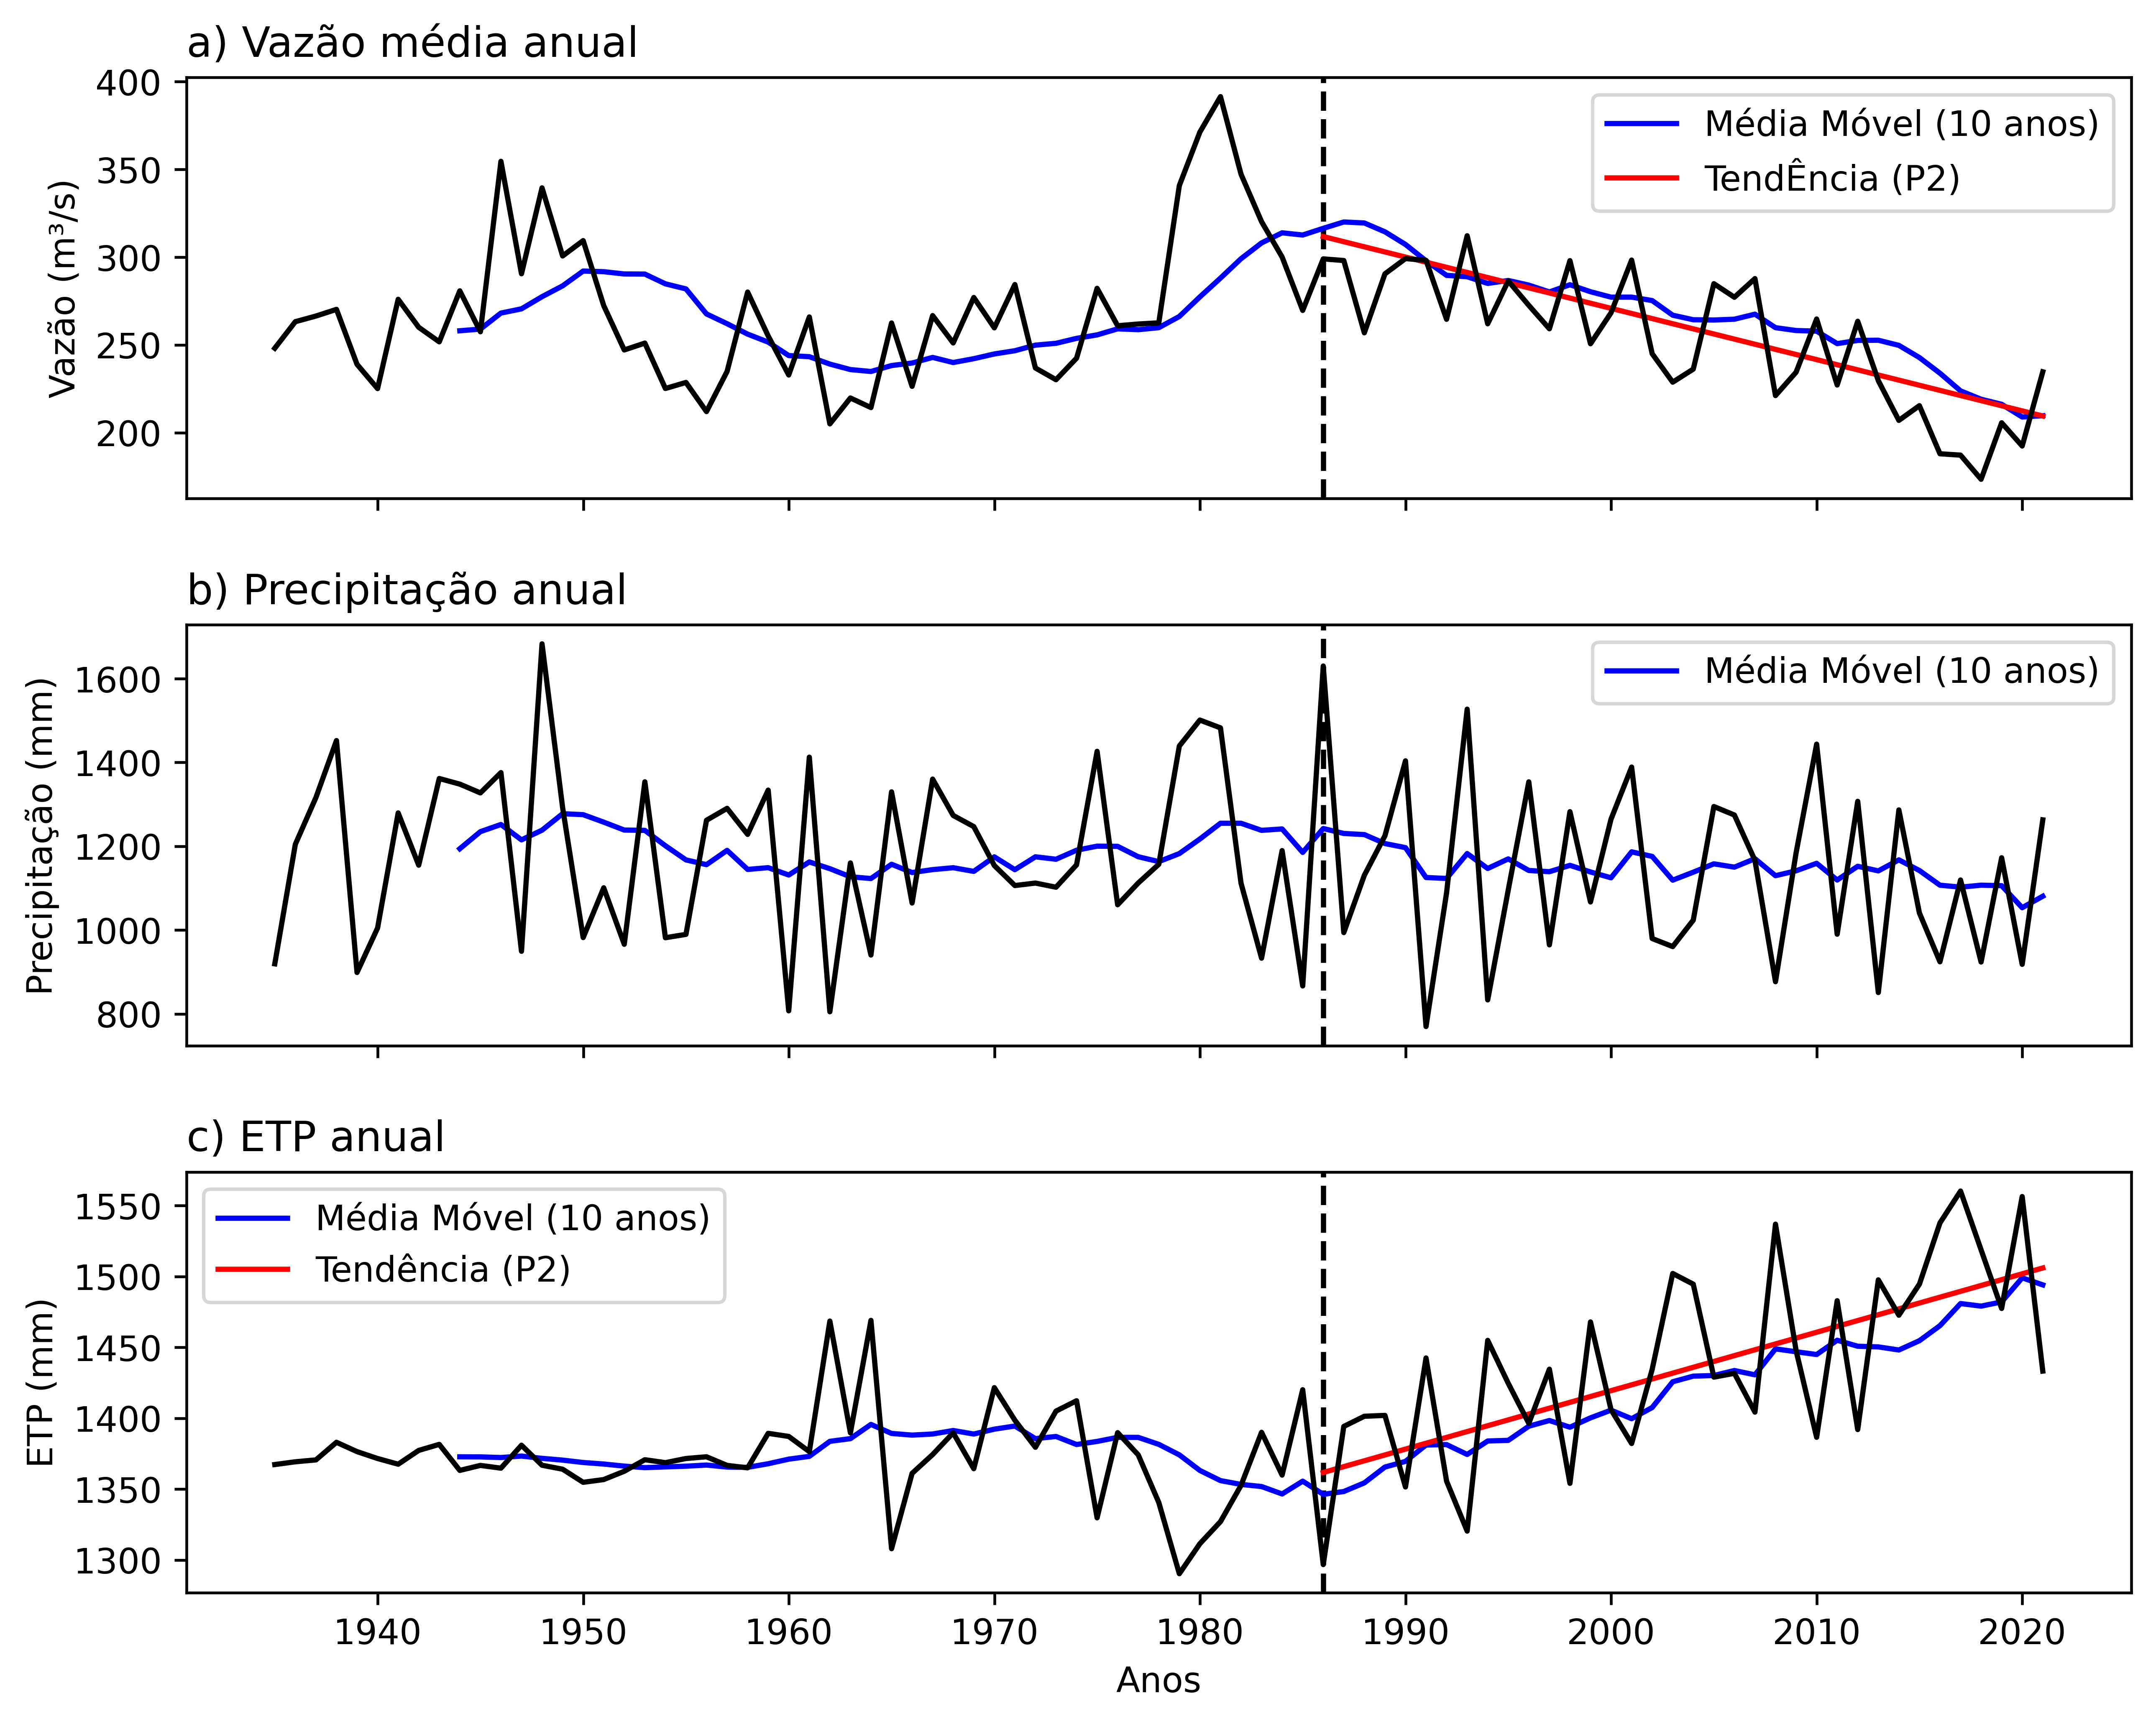 a) Vazão média anual
400
350
300
250
200
Vazão (m³/s)
Média Móvel (10 anos)
TendÊncia (P2)
b) Precipitação anual
1600
1400
1200
1000
800
Precipitação (mm)
Média Móvel (10 anos)
c) ETP anual
1550
1500
1450
1400
1350
1300
ETP (mm)
Média Móvel (10 anos)
Tendência (P2)
1940 1950 1960 1970 1980 1990 2000 2010 2020
Anos